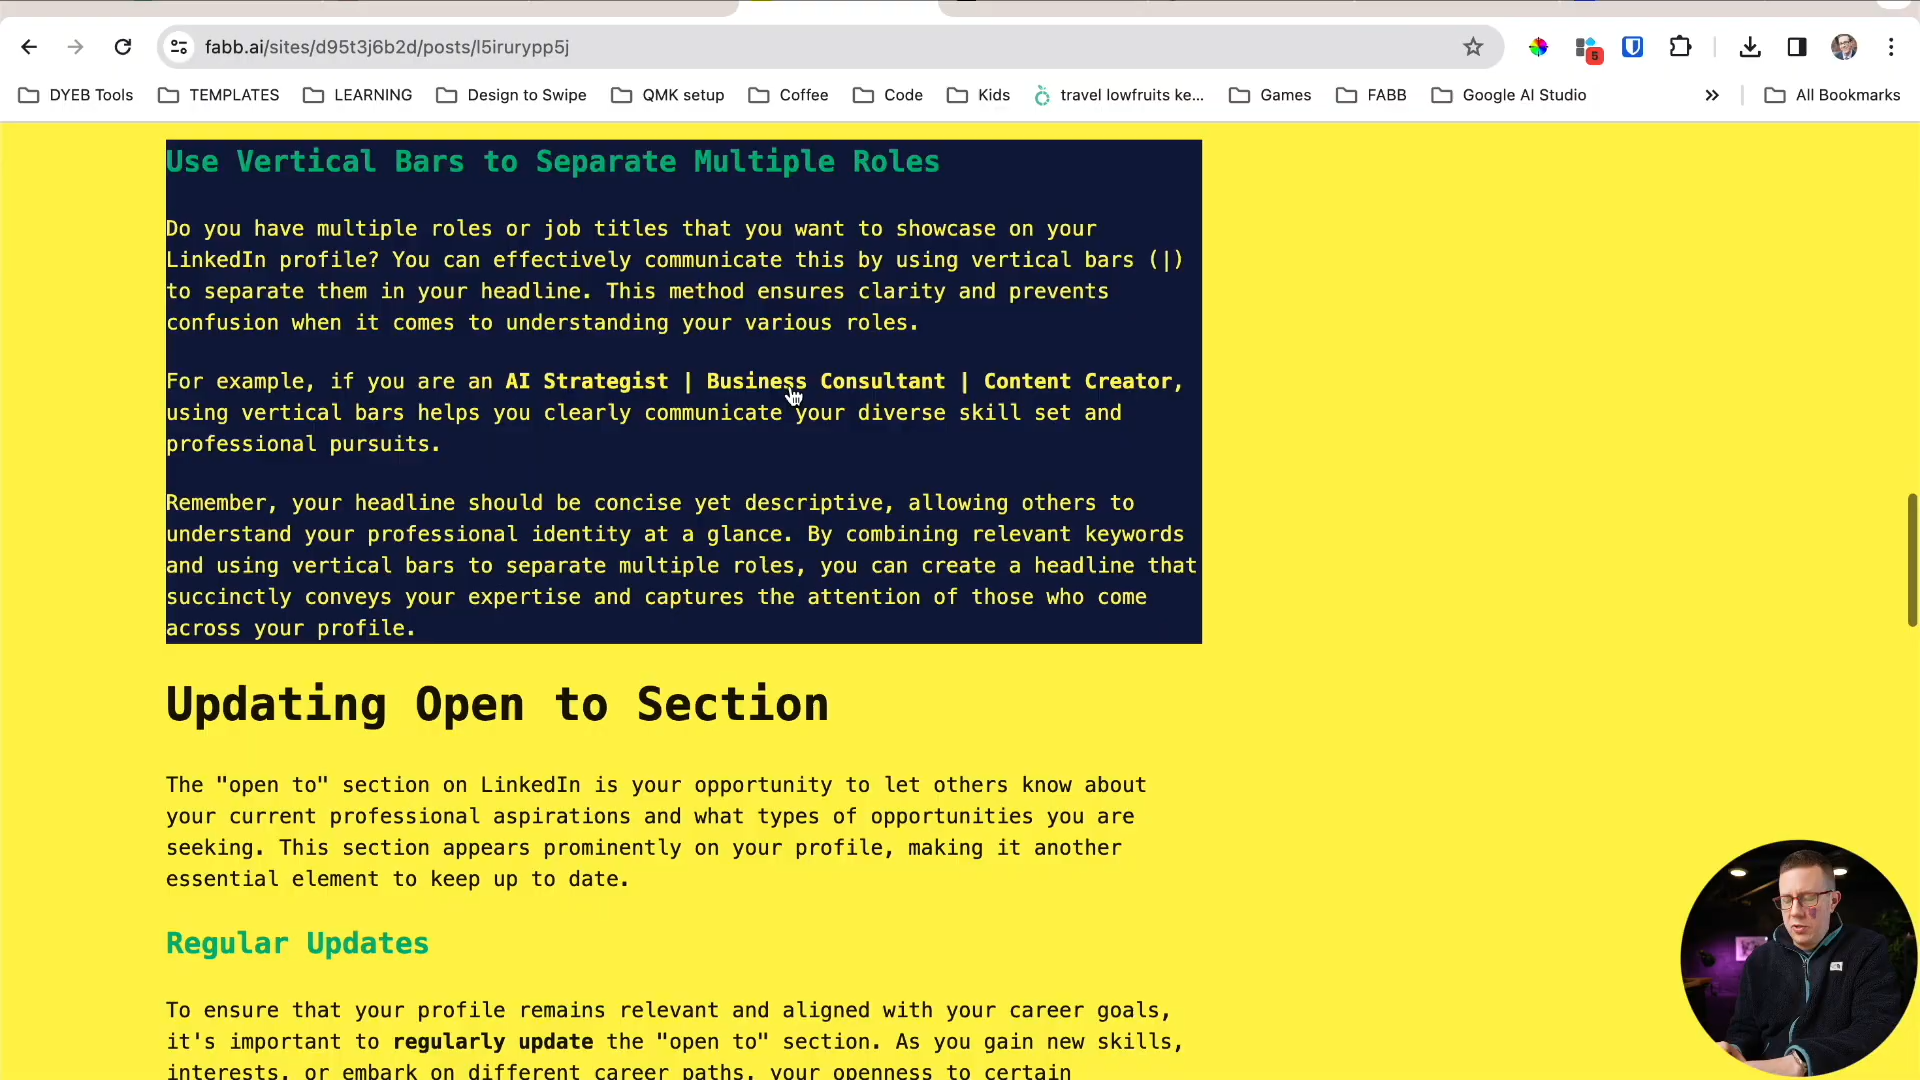 fabb.ai/sites/d95t3j6b2d/posts/l5irurypp5j
5
DYEB Tools TEMPLATES LEARNING Design to Swipe QMK setup Coffee Code Kids travel lowfruits ke... Games FABB Google AI Studio » All Bookmarks
Use Vertical Bars to Separate Multiple Roles
Do you have multiple roles or job titles that you want to showcase on your
LinkedIn profile? You can effectively communicate this by using vertical bars (|)
to separate them in your headline. This method ensures clarity and prevents
confusion when it comes to understanding your various roles.
For example, if you are an AI Strategist | Business Consultant | Content Creator,
using vertical bars helps you clearly communicate your diverse skill set and
professional pursuits.
Remember, your headline should be concise yet descriptive, allowing others to
understand your professional identity at a glance. By combining relevant keywords
and using vertical bars to separate multiple roles, you can create a headline that
succinctly conveys your expertise and captures the attention of those who come
across your profile.
Updating Open to Section
The "open to" section on LinkedIn is your opportunity to let others know about
your current professional aspirations and what types of opportunities you are
seeking. This section appears prominently on your profile, making it another
essential element to keep up to date.
Regular Updates
To ensure that your profile remains relevant and aligned with your career goals,
it's important to regularly update the "open to" section. As you gain new skills,
interests, or embark on different career paths, your openness to certain